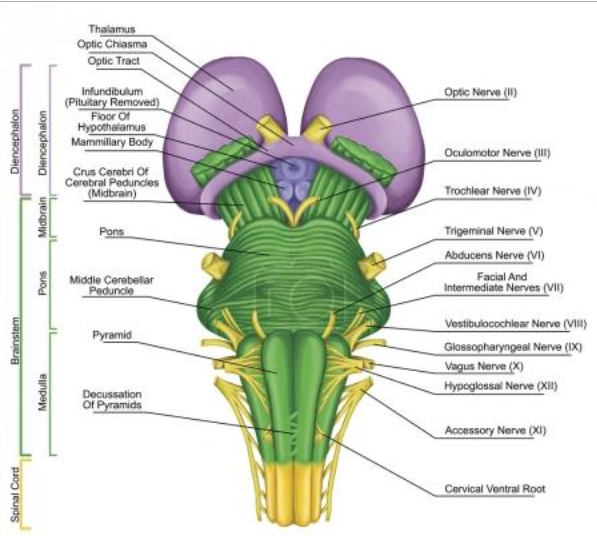 Thalamus
Optic Chiasma
Optic Tract
Infundibulum
(Pituitary Removed)
Floor Of
Hypothalamus
Mammillary Body
Crus Cerebri Of
Cerebral Peduncles
(Midbrain)
Pons
Middle Cerebellar
Peduncle
Pyramid
Decussation
Of Pyramids
Optic Nerve (II)
Oculomotor Nerve (III)
Trochlear Nerve (IV)
Trigeminal Nerve (V)
Abducens Nerve (VI)
Facial And
Intermediate Nerves (VII)
Vestibulocochlear Nerve (VIII)
Glossopharyngeal Nerve (IX)
Vagus Nerve (X)
Hypoglossal Nerve (XII)
Accessory Nerve (XI)
Cervical Ventral Root
Diencephalon
Diencephalon
Midbrain
Pons
Brainstem
Medulla
Spinal Cord